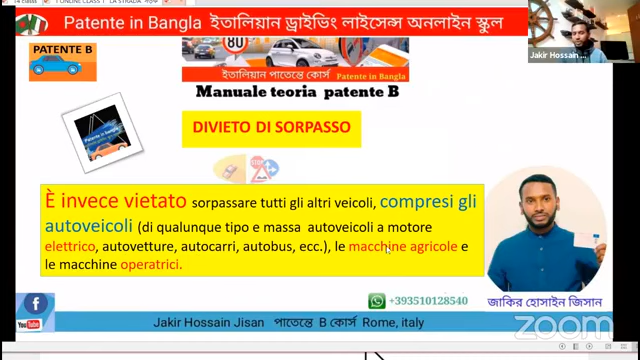 Patente in Bangla ইতালিয়ান ড্রাইভিং লাইসেন্স অনলাইন স্কুল
Jakir Hossain
PATENTE B
80
ইতালিয়ান পাতেন্তে কোর্স Patente in Bangla
Manuale teoria patente B
Patente in bangla
DIVIETO DI SORPASSO
È invece vietato sorpassare tutti gli altri veicoli, compresi gli
autoveicoli (di qualunque tipo e massa autoveicoli a motore
elettrico, autovetture, autocarri, autobus, ecc.), le macchine agricole e
le macchine operatrici.
জাকির হোসাইন জিসান
+393510128540
You Tube
Jakir Hossain Jisan পাতেন্তে B কোর্স Rome, italy
zoom